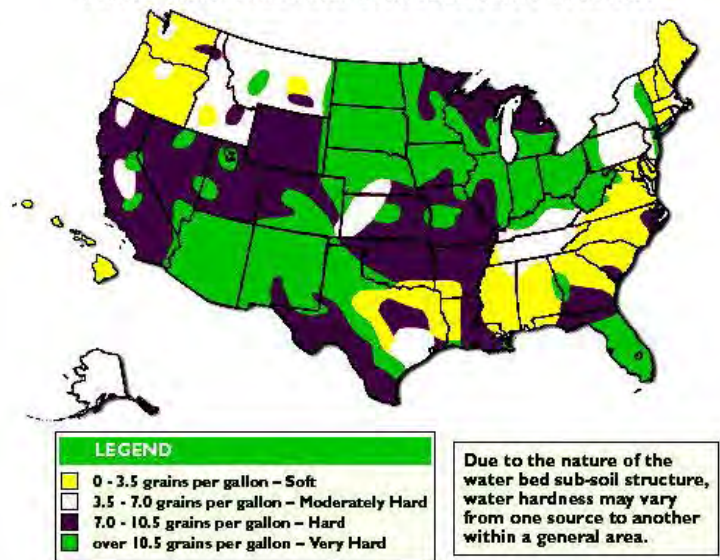 LEGEND
0 - 3.5 grains per gallon – Soft
3.5 - 7.0 grains per gallon – Moderately Hard
7.0 - 10.5 grains per gallon – Hard
over 10.5 grains per gallon – Very Hard
Due to the nature of the
water bed sub-soil structure,
water hardness may vary
from one source to another
within a general area.